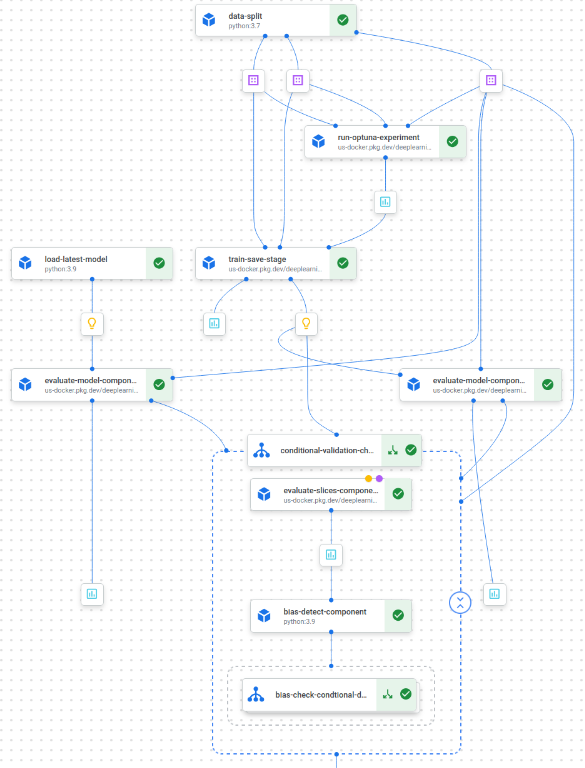 data-split
python:3.7
run-optuna-experiment
us-docker.pkg.dev/deeplearni...
load-latest-model
python:3.9
train-save-stage
us-docker.pkg.dev/deeplearni...
evaluate-model-compon...
us-docker.pkg.dev/deeplearni...
evaluate-model-compon...
us-docker.pkg.dev/deeplearni...
conditional-validation-ch...
evaluate-slices-compone...
us-docker.pkg.dev/deeplearni...
bias-detect-component
python:3.9
bias-check-condtional-d...